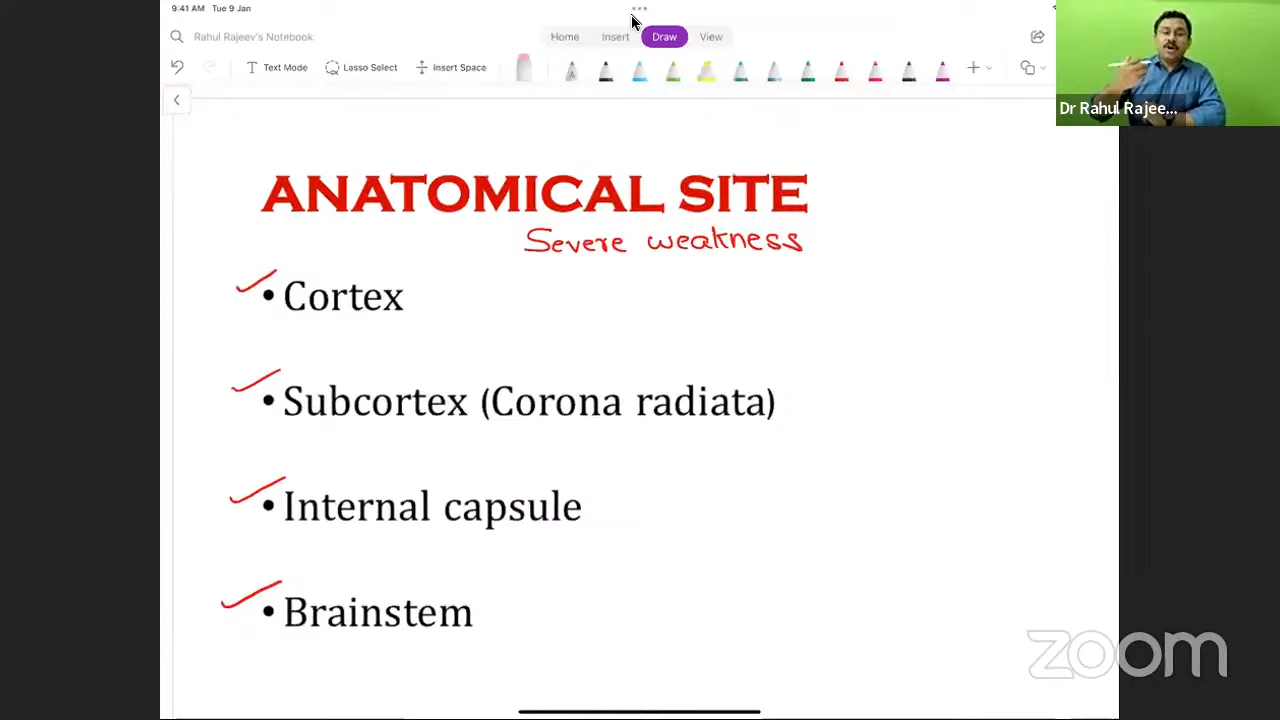 9:41 AM Tue 9 Jan
Rahul Rajeev's Notebook
Home Insert Draw View
Text Mode Lasso Select Insert Space
Dr Rahul Rajee...
ANATOMICAL SITE
Severe weakness
• Cortex
• Subcortex (Corona radiata)
• Internal capsule
• Brainstem
zoom